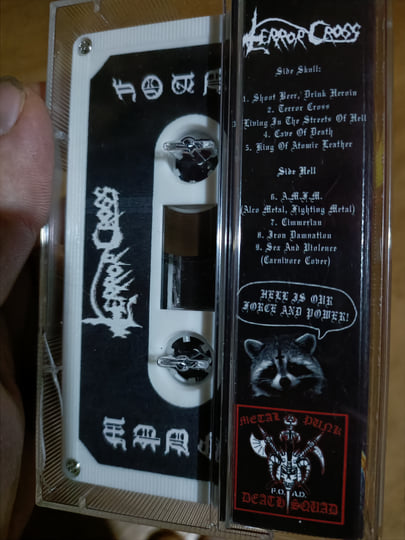 Terror Cross
Side Skull:
1. Shoot Beer, Drink Heroin
2. Terror Cross
3 Living In The Streets Of Hell
4. Cave Of Death
5. King Of Atomic Leather
Side Hell
6. A.M.F.M.
(Alco Metal, Fighting Metal)
7. Cimmerian
8. Iron Damnation
9. Sex And Violence
(Carnivore Cover)
HELL IS OUR
FORCE AND POWER!
METAL PUNK
F.O.A.D.
DEATH SQUAD
Terror Cross
F.O.A.D
M P D S